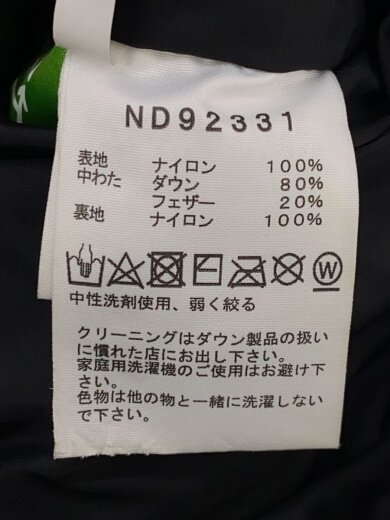 ND92331
表地 ナイロン 100%
中わた ダウン 80%
フェザー 20%
裏地 ナイロン 100%
W
中性洗剤使用、弱く絞る
クリーニングはダウン製品の扱い
に慣れた店にお出し下さい。
家庭用洗濯機のご使用はお避け下
さい。
色物は他の物と一緒に洗濯しない
で下さい。